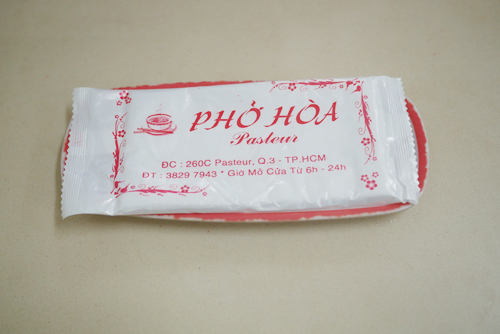 PHỞ HÒA
Pasteur
ĐC : 260C Pasteur, Q.3 - TP.HCM
ĐT : 3829 7943 * Giờ Mở Cửa Từ 6h - 24h